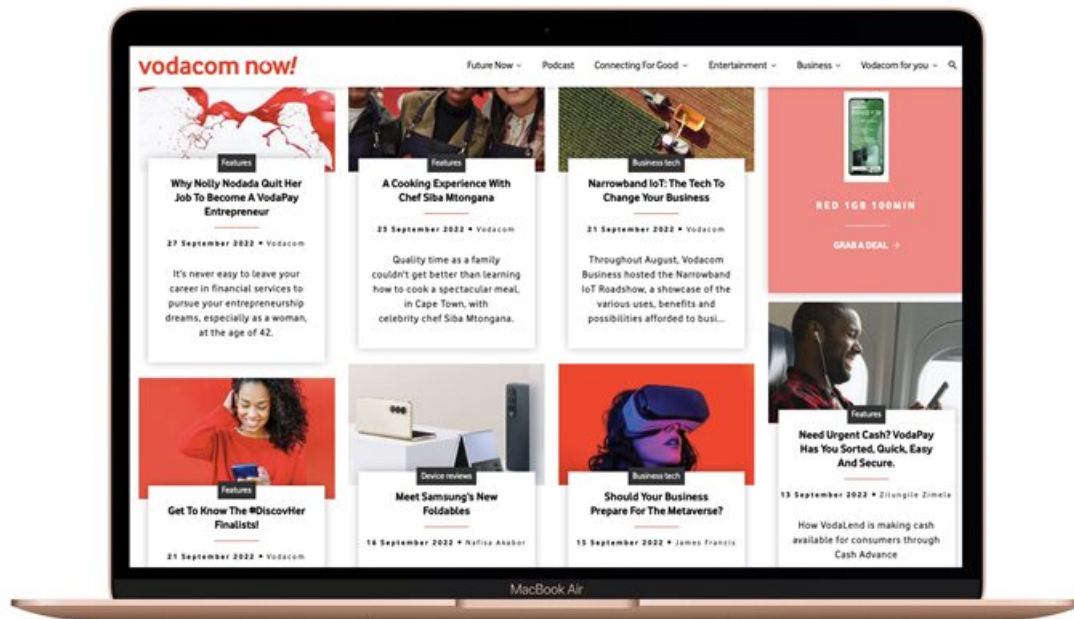 vodacom now!
Future Now
Podcast
Connecting For Good
Entertainment
Business
Vodacom for you
Features
Why Nolly Nodada Quit Her
Job To Become A VodaPay
Entrepreneur
27 September 2022 • Vodacom
It's never easy to leave your
career in financial services to
pursue your entrepreneurship
dreams, especially as a woman,
at the age of 42.
Features
A Cooking Experience With
Chef Siba Mtongana
23 September 2022 • Vodacom
Quality time as a family
couldn't get better than learning
how to cook a spectacular meal,
in Cape Town, with
celebrity chef Siba Mtongana.
Business tech
Narrowband IoT: The Tech To
Change Your Business
21 September 2022 • Vodacom
Throughout August, Vodacom
Business hosted the Narrowband
IoT Roadshow, a showcase of the
various uses, benefits and
possibilities afforded to busi...
RED 1GB 100MIN
GRAB A DEAL →
Features
Get To Know The #DiscovHer
Finalists!
21 September 2022 • Vodacom
Device reviews
Meet Samsung's New
Foldables
16 September 2022 • Nafisa Akabor
Business tech
Should Your Business
Prepare For The Metaverse?
15 September 2022 • James Francis
Features
Need Urgent Cash? VodaPay
Has You Sorted, Quick, Easy
And Secure.
13 September 2022 • Zilungile Zimela
How VodaLend is making cash
available for consumers through
Cash Advance
MacBook Air